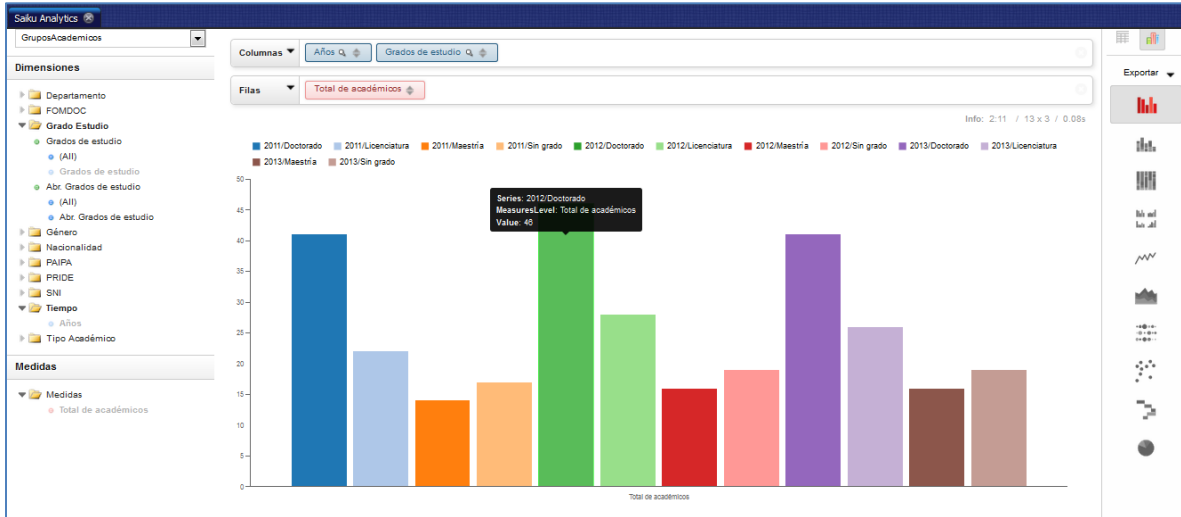 Saiku Analytics
GruposAcademicos
Dimensiones
Departamento
FOMDOC
Grado Estudio
Grados de estudio
(All)
Grados de estudio
Abr. Grados de estudio
(All)
Abr. Grados de estudio
Género
Nacionalidad
PAIPA
PRIDE
SNI
Tiempo
Años
Tipo Académico
Medidas
Medidas
Total de académicos
Columnas Años Grados de estudio
Filas Total de académicos
Info: 2:11 / 13 x 3 / 0.08s
2011/Doctorado 2011/Licenciatura 2011/Maestría 2011/Sin grado 2012/Doctorado 2012/Licenciatura 2012/Maestría 2012/Sin grado 2013/Doctorado 2013/Licenciatura
2013/Maestría 2013/Sin grado
50
45
40
35
30
25
20
15
10
5
0
Series: 2012/Doctorado
MeasuresLevel: Total de académicos
Value: 46
Total de académicos
Exportar